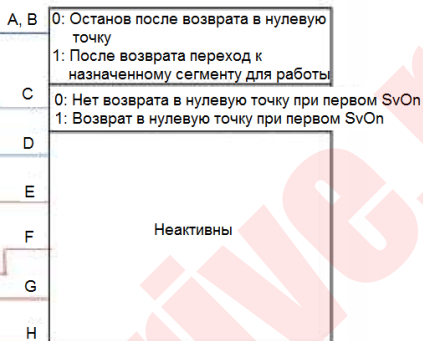 A, B
0: Останов после возврата в нулевую
точку
1: После возврата переход к
назначенному сегменту для работы
C
0: Нет возврата в нулевую точку при первом SvOn
1: Возврат в нулевую точку при первом SvOn
D
E
Неактивны
F
G
H